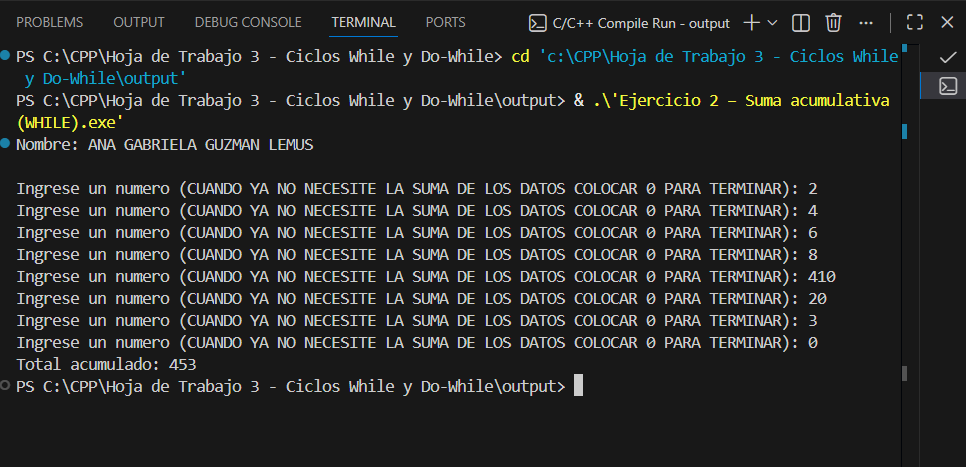 PROBLEMS OUTPUT DEBUG CONSOLE TERMINAL PORTS C/C++ Compile Run - output
PS C:\CPP\Hoja de Trabajo 3 - Ciclos While y Do-While> cd 'c:\CPP\Hoja de Trabajo 3 - Ciclos While
y Do-While\output'
PS C:\CPP\Hoja de Trabajo 3 - Ciclos While y Do-While\output> & .\'Ejercicio 2 – Suma acumulativa
(WHILE).exe'
Nombre: ANA GABRIELA GUZMAN LEMUS
Ingrese un numero (CUANDO YA NO NECESITE LA SUMA DE LOS DATOS COLOCAR 0 PARA TERMINAR): 2
Ingrese un numero (CUANDO YA NO NECESITE LA SUMA DE LOS DATOS COLOCAR 0 PARA TERMINAR): 4
Ingrese un numero (CUANDO YA NO NECESITE LA SUMA DE LOS DATOS COLOCAR 0 PARA TERMINAR): 6
Ingrese un numero (CUANDO YA NO NECESITE LA SUMA DE LOS DATOS COLOCAR 0 PARA TERMINAR): 8
Ingrese un numero (CUANDO YA NO NECESITE LA SUMA DE LOS DATOS COLOCAR 0 PARA TERMINAR): 410
Ingrese un numero (CUANDO YA NO NECESITE LA SUMA DE LOS DATOS COLOCAR 0 PARA TERMINAR): 20
Ingrese un numero (CUANDO YA NO NECESITE LA SUMA DE LOS DATOS COLOCAR 0 PARA TERMINAR): 3
Ingrese un numero (CUANDO YA NO NECESITE LA SUMA DE LOS DATOS COLOCAR 0 PARA TERMINAR): 0
Total acumulado: 453
PS C:\CPP\Hoja de Trabajo 3 - Ciclos While y Do-While\output>